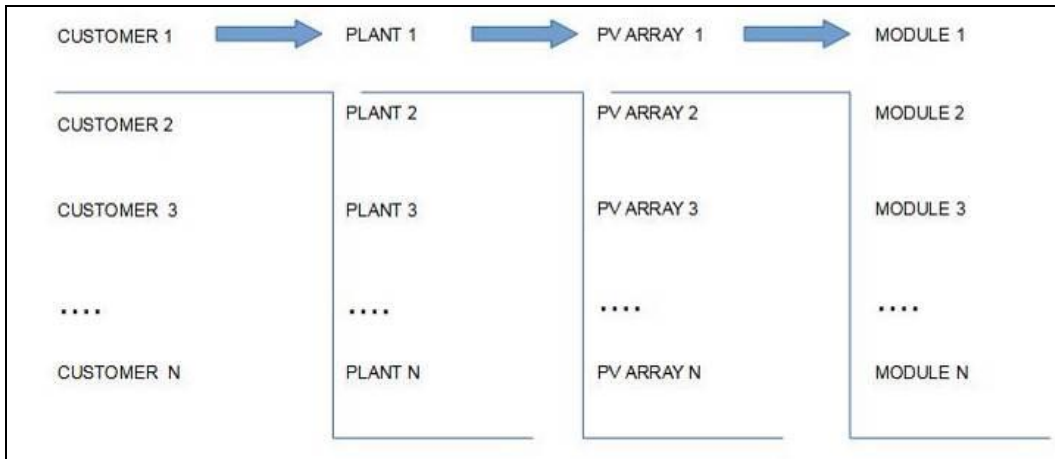 CUSTOMER 1 PLANT 1 PV ARRAY 1 MODULE 1
CUSTOMER 2 PLANT 2 PV ARRAY 2 MODULE 2
CUSTOMER 3 PLANT 3 PV ARRAY 3 MODULE 3
.... .... .... ....
CUSTOMER N PLANT N PV ARRAY N MODULE N